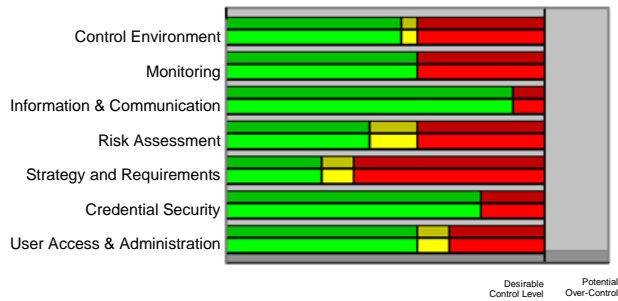 Control Environment
Monitoring
Information & Communication
Risk Assessment
Strategy and Requirements
Credential Security
User Access & Administration
Desirable
Control Level
Potential
Over-Control